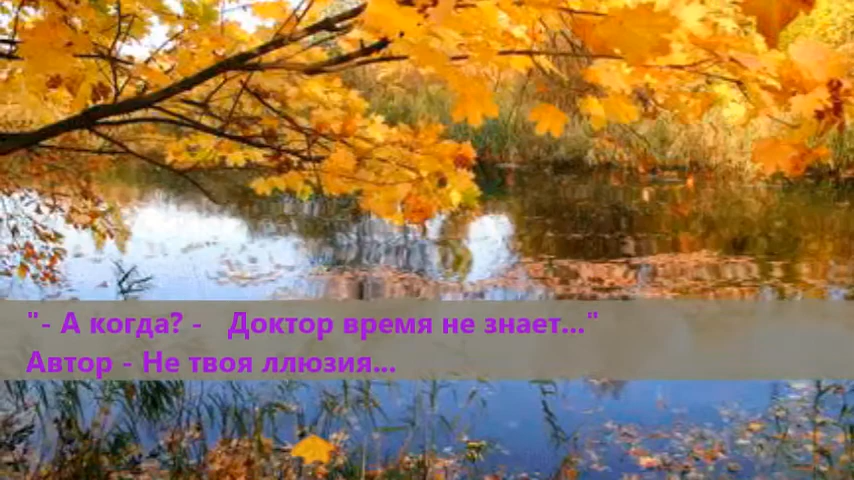 "- А когда? -   Доктор время не знает..."
Автор - Не твоя ллюзия...